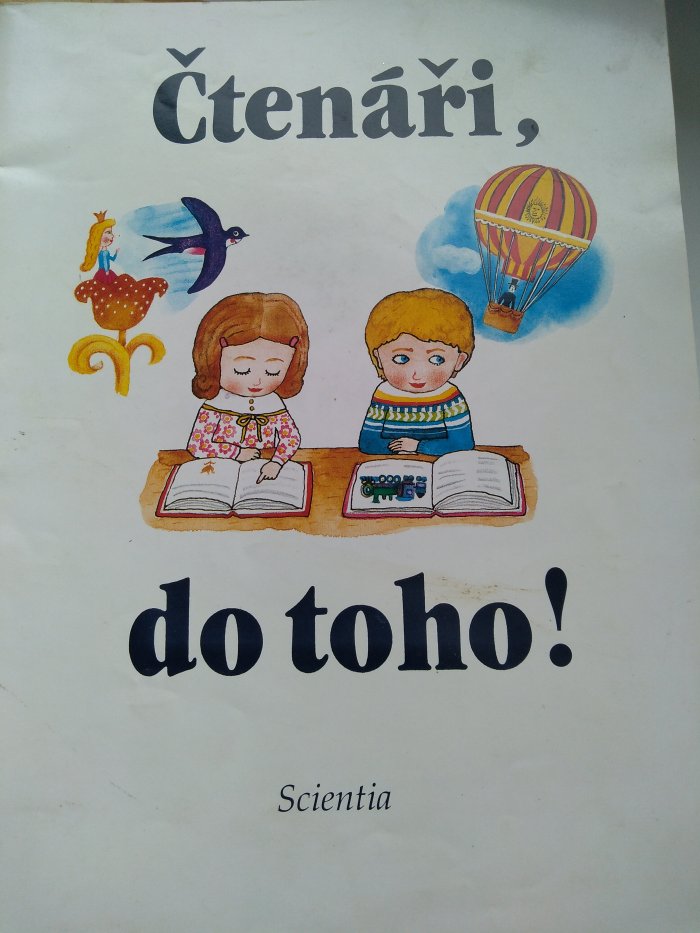 Čtenáři,
do toho!
Scientia